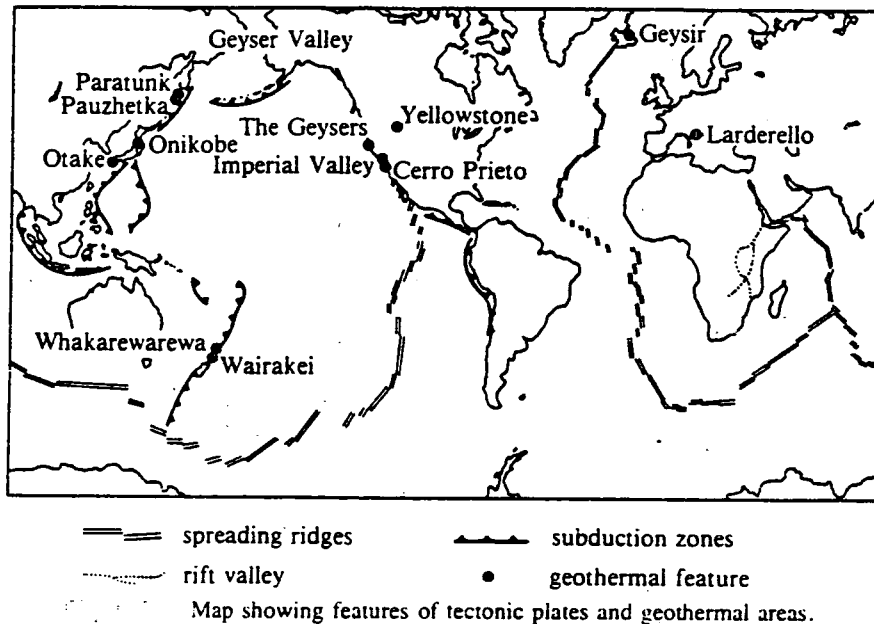 Geyser Valley
Geysir
Paratunk
Pauzhetka
Yellowstone
The Geysers
Larderello
Onikobe
Otake
Imperial Valley
Cerro Prieto
Whakarewarewa
Wairakei
spreading ridges
subduction zones
rift valley
geothermal feature
Map showing features of tectonic plates and geothermal areas.